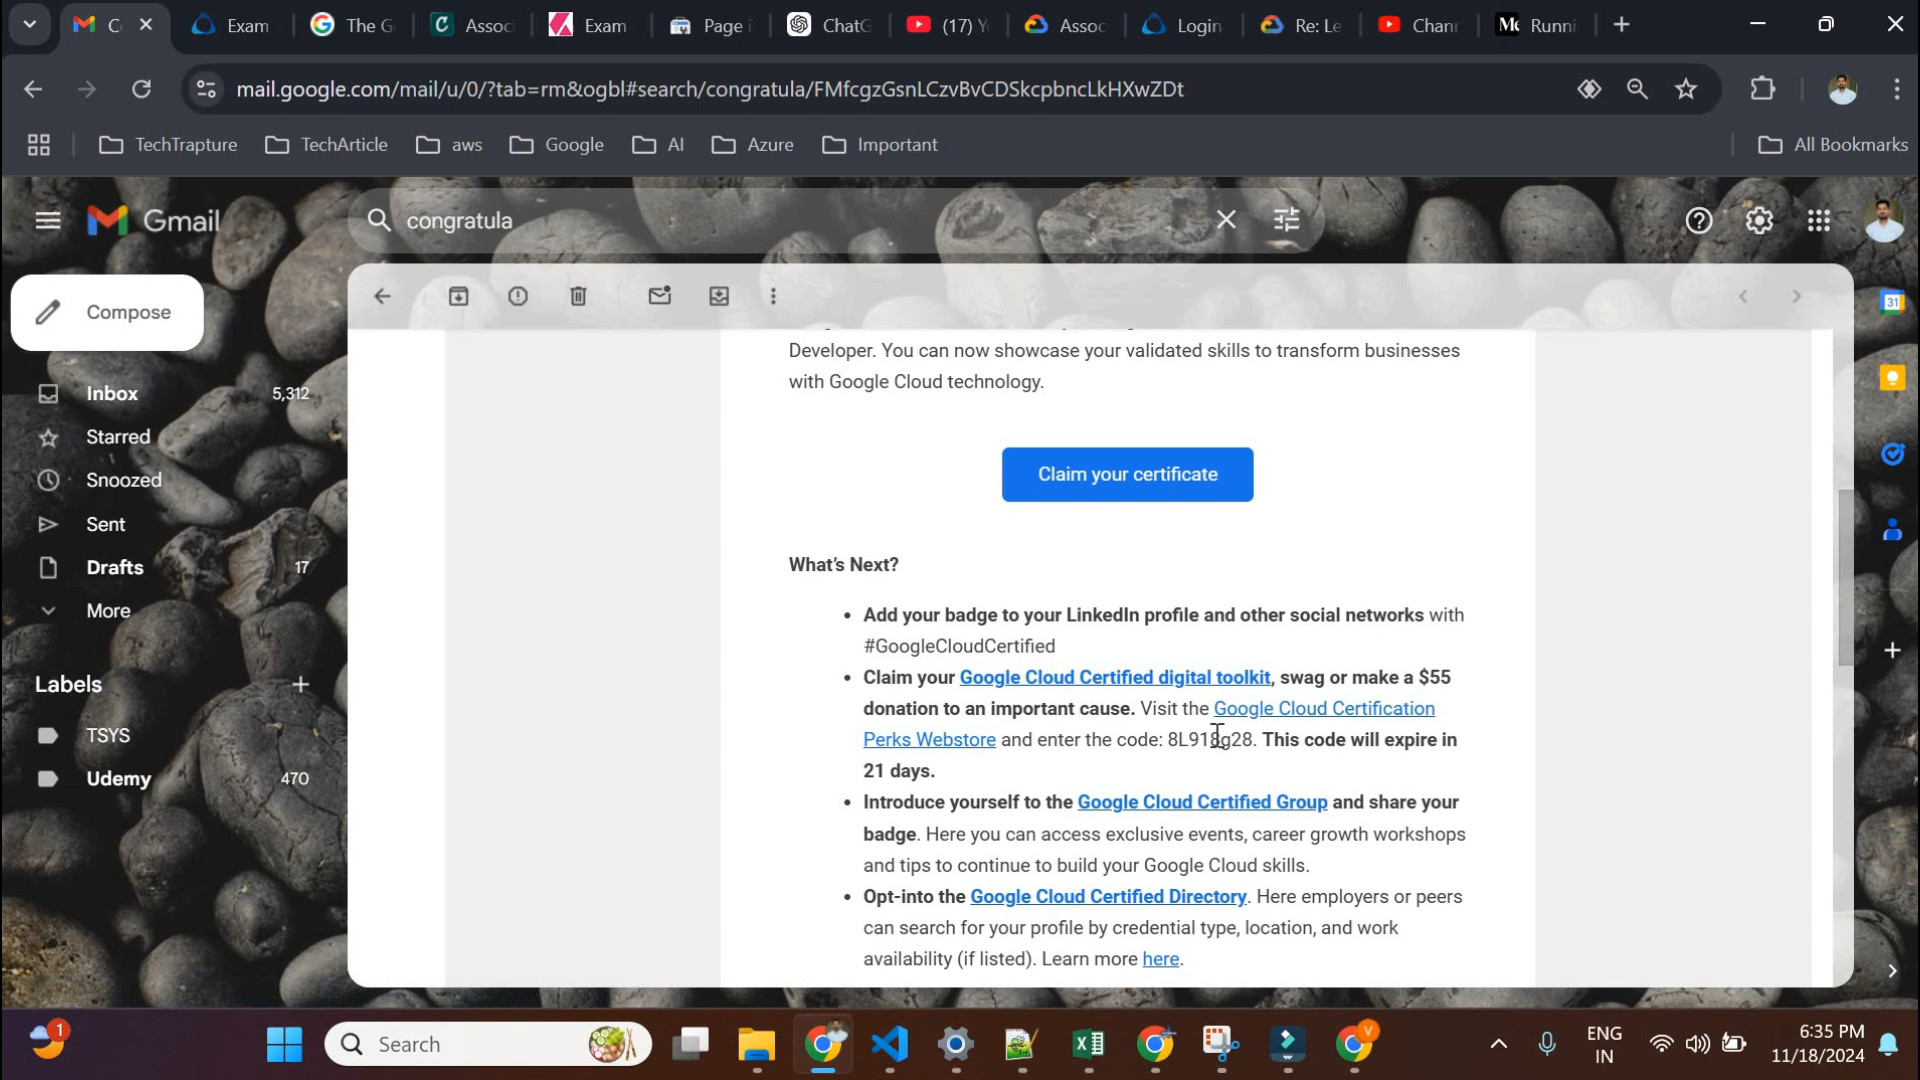 C
Exam
The G
Assoc
Exam
Page i
ChatG
(17) Y
Assoc
Login
Re: Le
Chann
Me
Runni
mail.google.com/mail/u/0/?tab=rm&ogbl#search/congratula/FMfcgzGsnLCzvBvCDSkcpbncLkHXwZDt
TechTrapture
TechArticle
aws
Google
AI
Azure
Important
All Bookmarks
Gmail
congratula
Compose
Inbox 5,312
Starred
Snoozed
Sent
Drafts 17
More
Labels
TSYS
Udemy 470
31
Developer. You can now showcase your validated skills to transform businesses
with Google Cloud technology.
Claim your certificate
What's Next?
• Add your badge to your LinkedIn profile and other social networks with
#GoogleCloudCertified
• Claim your Google Cloud Certified digital toolkit, swag or make a $55
donation to an important cause. Visit the Google Cloud Certification
Perks Webstore and enter the code: This code will expire in
21 days.
• Introduce yourself to the Google Cloud Certified Group and share your
badge. Here you can access exclusive events, career growth workshops
and tips to continue to build your Google Cloud skills.
• Opt-into the Google Cloud Certified Directory. Here employers or peers
can search for your profile by credential type, location, and work
availability (if listed). Learn more here.
1
Search
V
ENG
IN
6:35 PM
11/18/2024